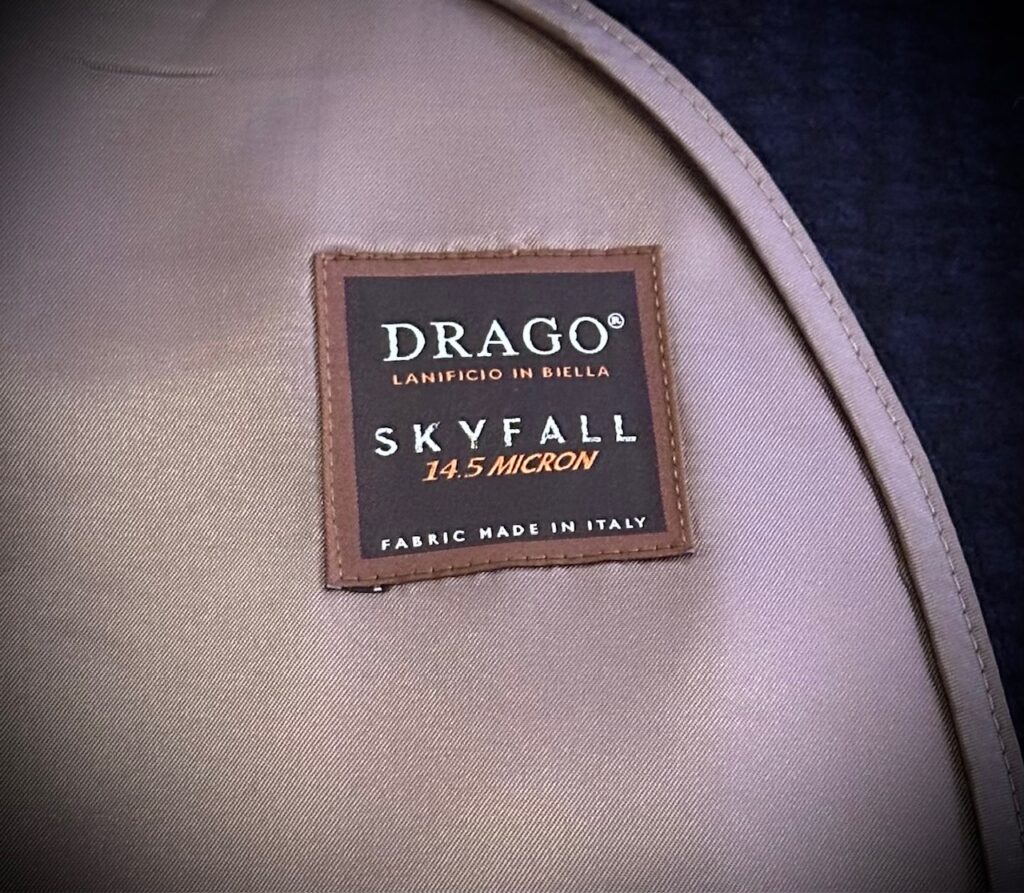 DRAGO®
LANIFICIO IN BIELLA
SKYFALL
14.5 MICRON
FABRIC MADE IN ITALY